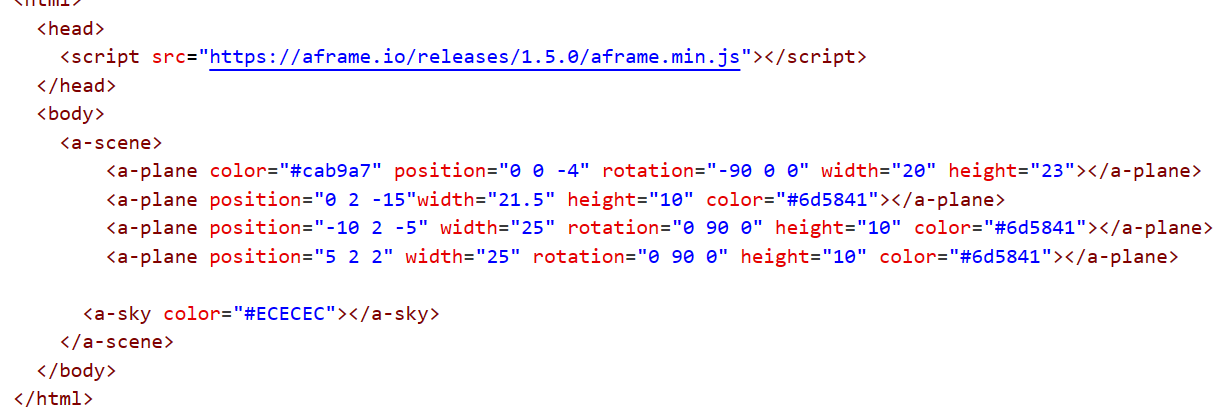 <html>
<head>
<script src="https://aframe.io/releases/1.5.0/aframe.min.js"></script>
</head>
<body>
<a-scene>
<a-plane color="#cab9a7" position="0 0 -4" rotation="-90 0 0" width="20" height="23"></a-plane>
<a-plane position="0 2 -15"width="21.5" height="10" color="#6d5841"></a-plane>
<a-plane position="-10 2 -5" width="25" rotation="0 90 0" height="10" color="#6d5841"></a-plane>
<a-plane position="5 2 2" width="25" rotation="0 90 0" height="10" color="#6d5841"></a-plane>
<a-sky color="#ECECEC"></a-sky>
</a-scene>
</body>
</html>